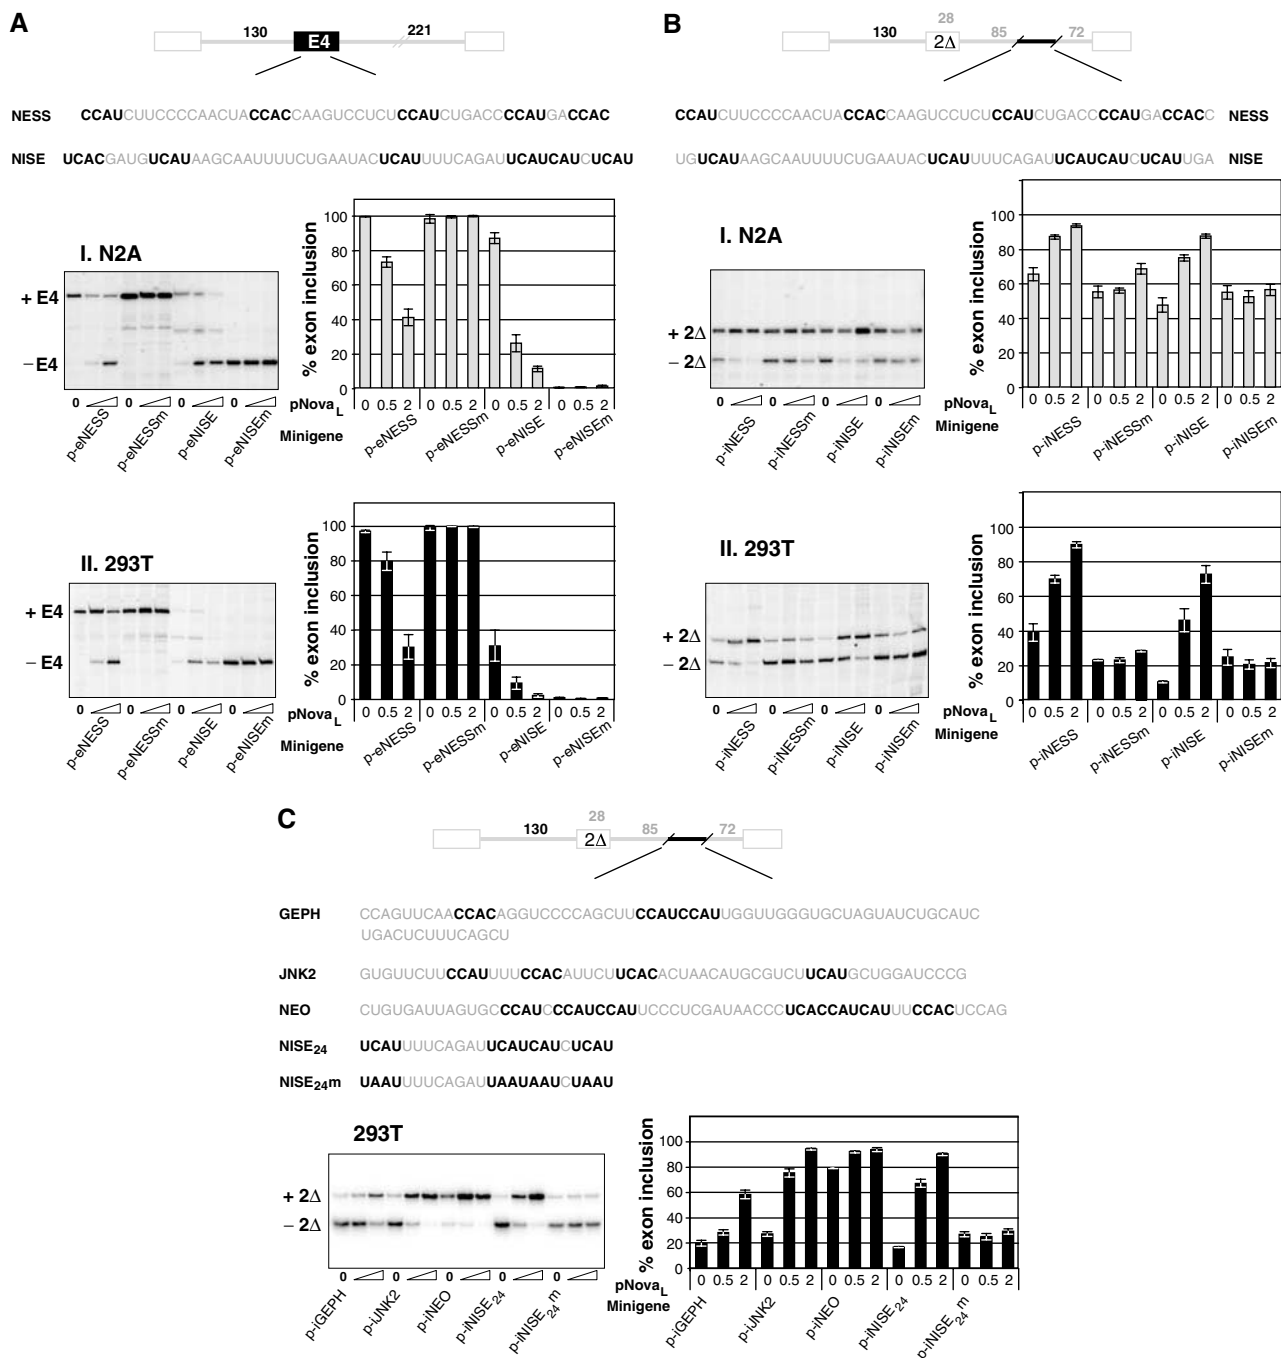 A
130
E4
221
NESS CCAUCUUCCCCAACUACCACCAAGUCCUCUCCAUCUGACCCCAUGACCAC
NISE UCACGAUGUCAUAAGCAAUUUUCUGAAUACUCAUUUUCAGAUUCAUCAUCUCAU
I. N2A
+ E4
− E4
0 0 0 0
p-eNESS p-eNESSm p-eNISE p-eNISEm
% exon inclusion
100
80
60
40
20
0
pNovaL 0 0.5 2 0 0.5 2 0 0.5 2 0 0.5 2
Minigene p-eNESS p-eNESSm p-eNISE p-eNISEm
II. 293T
+ E4
− E4
0 0 0 0
p-eNESS p-eNESSm p-eNISE p-eNISEm
% exon inclusion
100
80
60
40
20
0
pNovaL 0 0.5 2 0 0.5 2 0 0.5 2 0 0.5 2
Minigene p-eNESS p-eNESSm p-eNISE p-eNISEm
B
28
130 2Δ 85 72
CCAUCUUCCCCAACUACCACCAAGUCCUCUCCAUCUGACCCCAUGACCACC NESS
UGUCAUAAGCAAUUUUCUGAAUACUCAUUUUCAGAUUCAUCAUCUCAUUGA NISE
I. N2A
+ 2Δ
− 2Δ
0 0 0 0
p-iNESS p-iNESSm p-iNISE p-iNISEm
% exon inclusion
100
80
60
40
20
0
pNovaL 0 0.5 2 0 0.5 2 0 0.5 2 0 0.5 2
Minigene p-iNESS p-iNESSm p-iNISE p-iNISEm
II. 293T
+ 2Δ
− 2Δ
0 0 0 0
p-iNESS p-iNESSm p-iNISE p-iNISEm
% exon inclusion
100
80
60
40
20
0
pNovaL 0 0.5 2 0 0.5 2 0 0.5 2 0 0.5 2
Minigene p-iNESS p-iNESSm p-iNISE p-iNISEm
C
28
130 2Δ 85 72
GEPH CCAGUUCAACCACAGGUCCCCAGCUUCCAUCCAUUGGUUGGGUGCUAGUAUCUGCAUC
UGACUCUUUCAGCU
JNK2 GUGUUCUUCCAUUUUCCACAUUCUUCACACUAACAUGCGUCUUCAUGCUGGAUCCCG
NEO CUGUGAUUAGUGCCCAUCCCAUCCAUUCCCUCGAUAACCCUCACCAUCAUUUCCACUCCAG
NISE24 UCAUUUUCAGAUUCAUCAUCUCAU
NISE24m UAAUUUUCAGAUUAAUAAUCUAAU
293T
+ 2Δ
− 2Δ
0 0 0 0 0
p-iGEPH p-iJNK2 p-iNEO p-iNISE24 p-iNISE24m
% exon inclusion
100
80
60
40
20
0
pNovaL 0 0.5 2 0 0.5 2 0 0.5 2 0 0.5 2 0 0.5 2
Minigene p-iGEPH p-iJNK2 p-iNEO p-iNISE24 p-iNISE24m